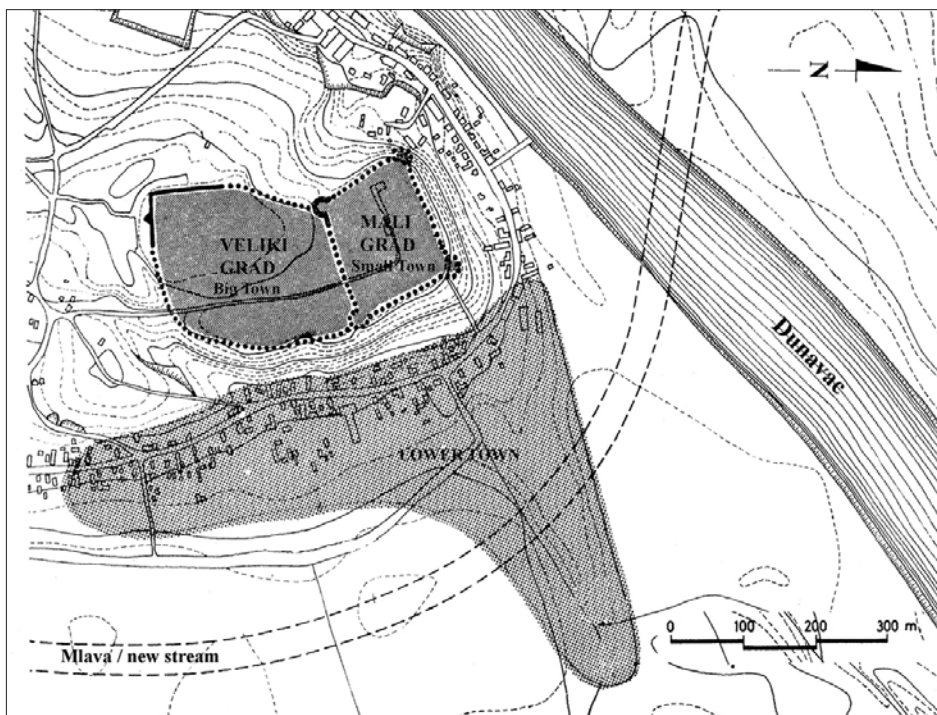 N
VELIKI
GRAD
Big Town
MALI
GRAD
Small Town
Dunavac
LOWER TOWN
0 100 200 300 m
Mlava / new stream